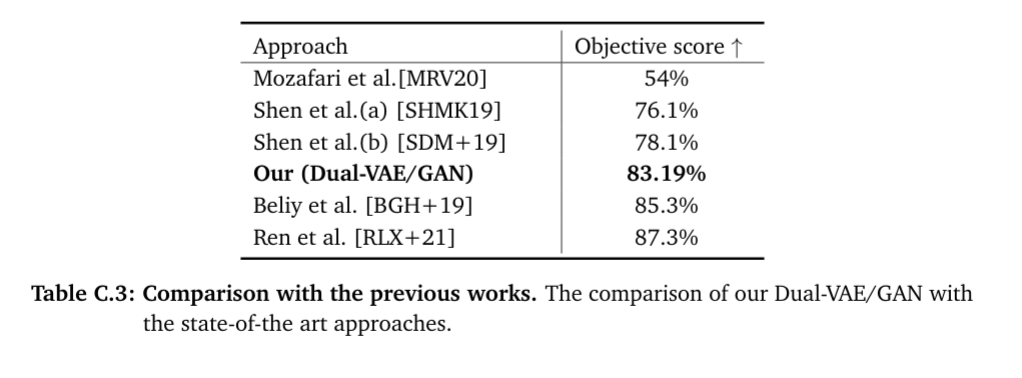 Approach Objective score ↑
Mozafari et al.[MRV20] 54%
Shen et al.(a) [SHMK19] 76.1%
Shen et al.(b) [SDM+19] 78.1%
Our (Dual-VAE/GAN) 83.19%
Beliy et al. [BGH+19] 85.3%
Ren et al. [RLX+21] 87.3%
Table C.3: Comparison with the previous works. The comparison of our Dual-VAE/GAN with
the state-of-the art approaches.